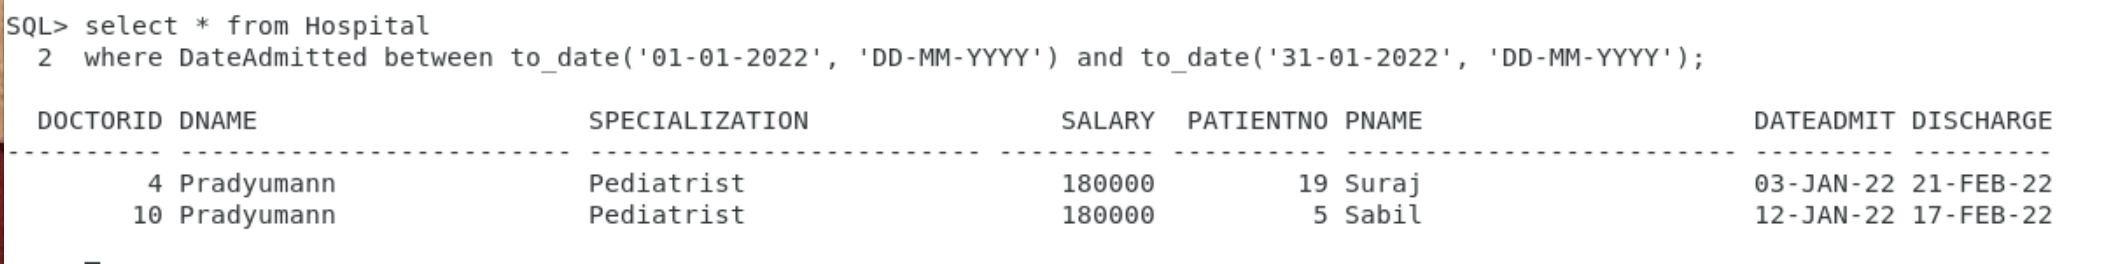 SQL> select * from Hospital
  2  where DateAdmitted between to_date('01-01-2022', 'DD-MM-YYYY') and to_date('31-01-2022', 'DD-MM-YYYY');
  DOCTORID DNAME                     SPECIALIZATION                SALARY  PATIENTNO PNAME                     DATEADMIT DISCHARGE
---------- ------------------------- ------------------------- ---------- ---------- ------------------------- --------- ---------
         4 Pradyumann                Pediatrist                    180000         19 Suraj                     03-JAN-22 21-FEB-22
        10 Pradyumann                Pediatrist                    180000          5 Sabil                     12-JAN-22 17-FEB-22